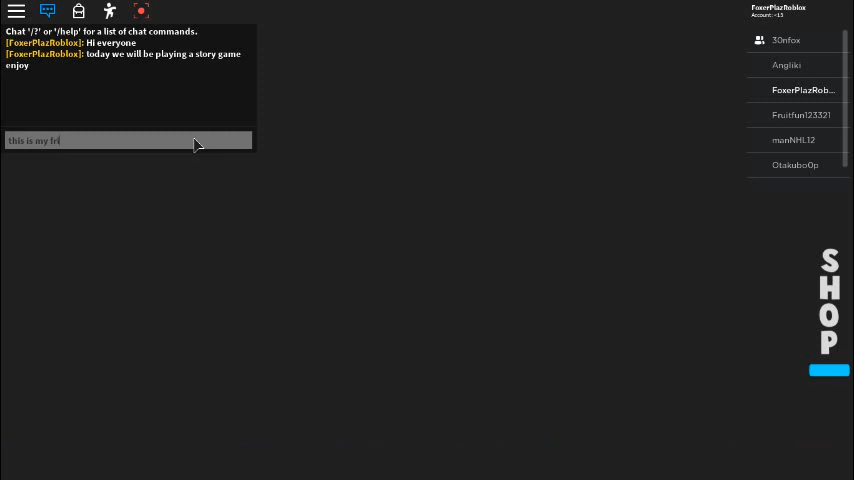 FoxerPlazRoblox
Account: <13
Chat '/?' or '/help' for a list of chat commands.
[FoxerPlazRoblox]: Hi everyone
[FoxerPlazRoblox]: today we will be playing a story game
enjoy
this is my fri
30nfox
Angliki
FoxerPlazRob...
Fruitfun123321
manNHL12
Otakubo0p
SHOP